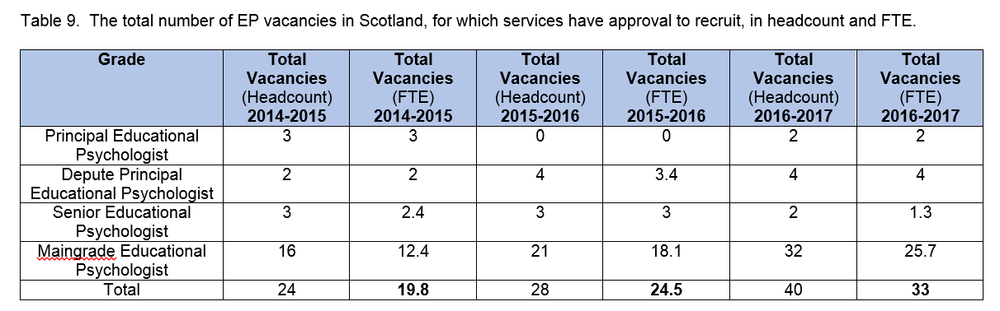 Table 9.  The total number of EP vacancies in Scotland, for which services have approval to recruit, in headcount and FTE.
Grade Total Vacancies (Headcount) 2014-2015 Total Vacancies (FTE) 2014-2015 Total Vacancies (Headcount) 2015-2016 Total Vacancies (FTE) 2015-2016 Total Vacancies (Headcount) 2016-2017 Total Vacancies (FTE) 2016-2017
Principal Educational Psychologist 3 3 0 0 2 2
Depute Principal Educational Psychologist 2 2 4 3.4 4 4
Senior Educational Psychologist 3 2.4 3 3 2 1.3
Maingrade Educational Psychologist 16 12.4 21 18.1 32 25.7
Total 24 19.8 28 24.5 40 33